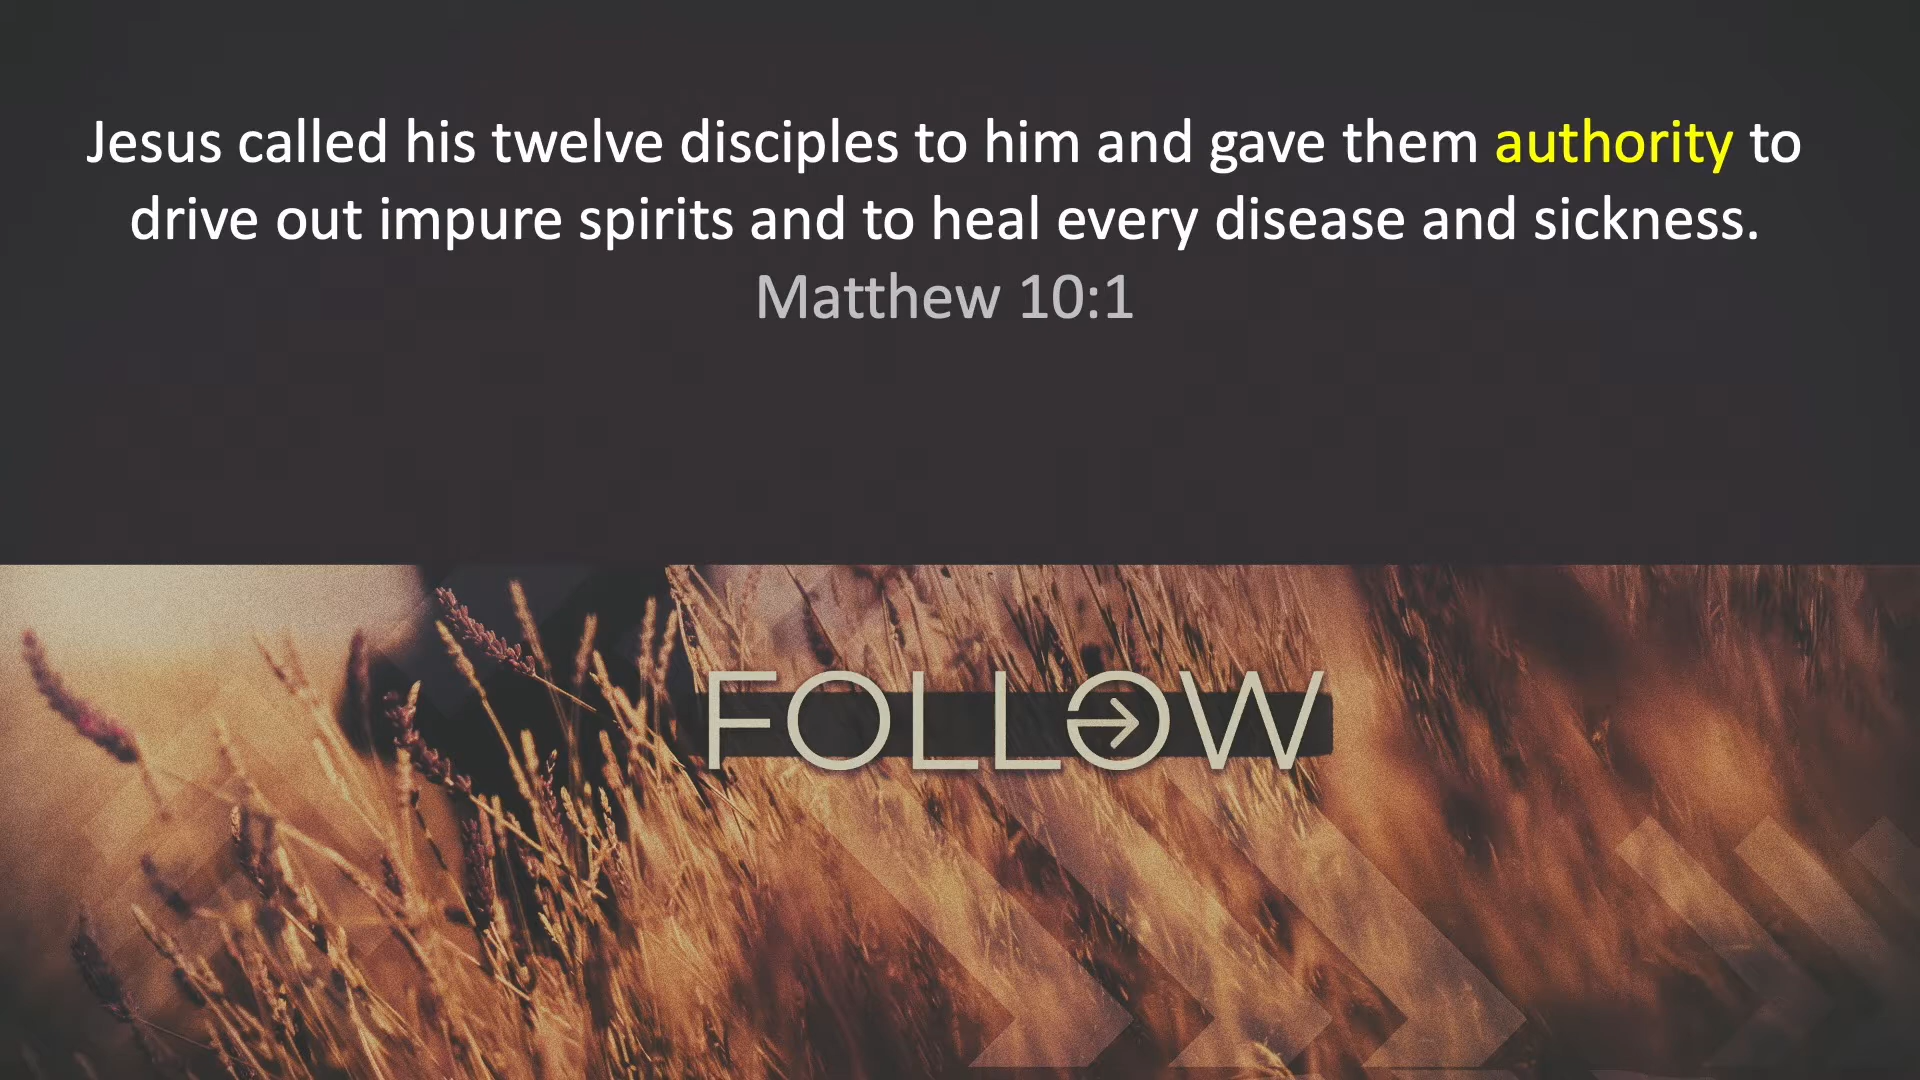 Jesus called his twelve disciples to him and gave them authority to
drive out impure spirits and to heal every disease and sickness.
Matthew 10:1
FOLLOW